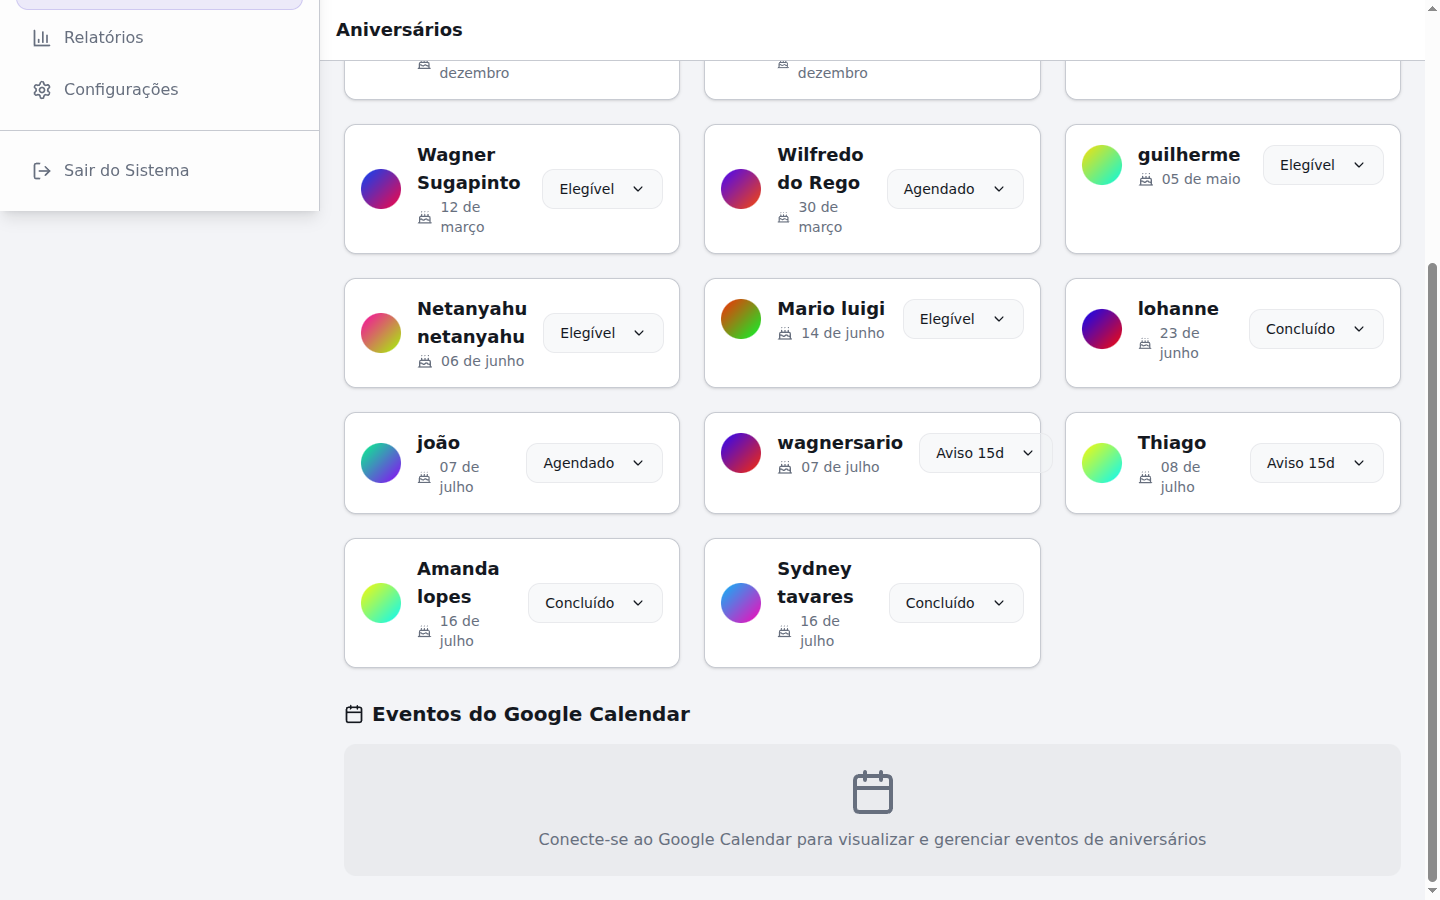 Relatórios
Configurações
Sair do Sistema
Aniversários
dezembro
dezembro
Wagner
Sugapinto
12 de
março
Elegível
Wilfredo
do Rego
30 de
março
Agendado
guilherme
05 de maio
Elegível
Netanyahu
netanyahu
06 de junho
Elegível
Mario luigi
14 de junho
Elegível
lohanne
23 de
junho
Concluído
joão
07 de
julho
Agendado
wagnersario
07 de julho
Aviso 15d
Thiago
08 de
julho
Aviso 15d
Amanda
lopes
16 de
julho
Concluído
Sydney
tavares
16 de
julho
Concluído
Eventos do Google Calendar
Conecte-se ao Google Calendar para visualizar e gerenciar eventos de aniversários